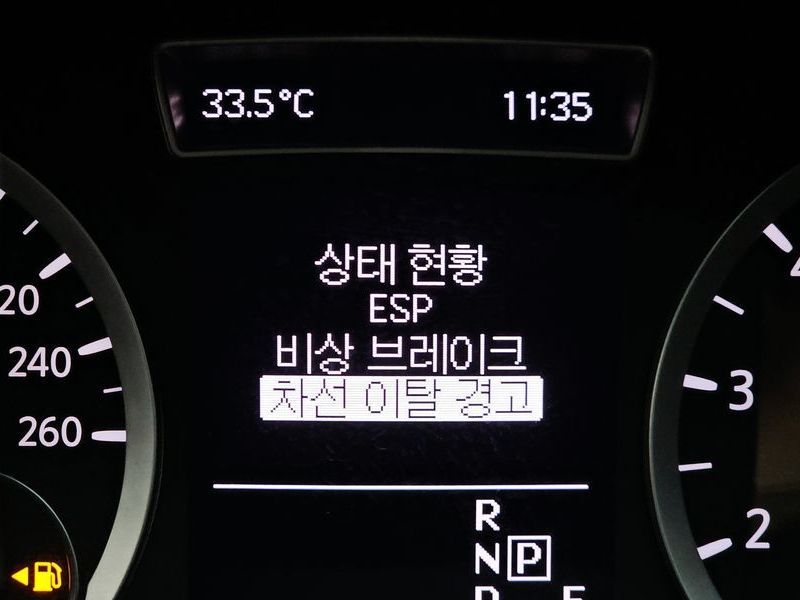 33.5°C 11:35
상태 현황
ESP
비상 브레이크
차선 이탈 경고
20
240
260
4
3
2
R
N P
D E